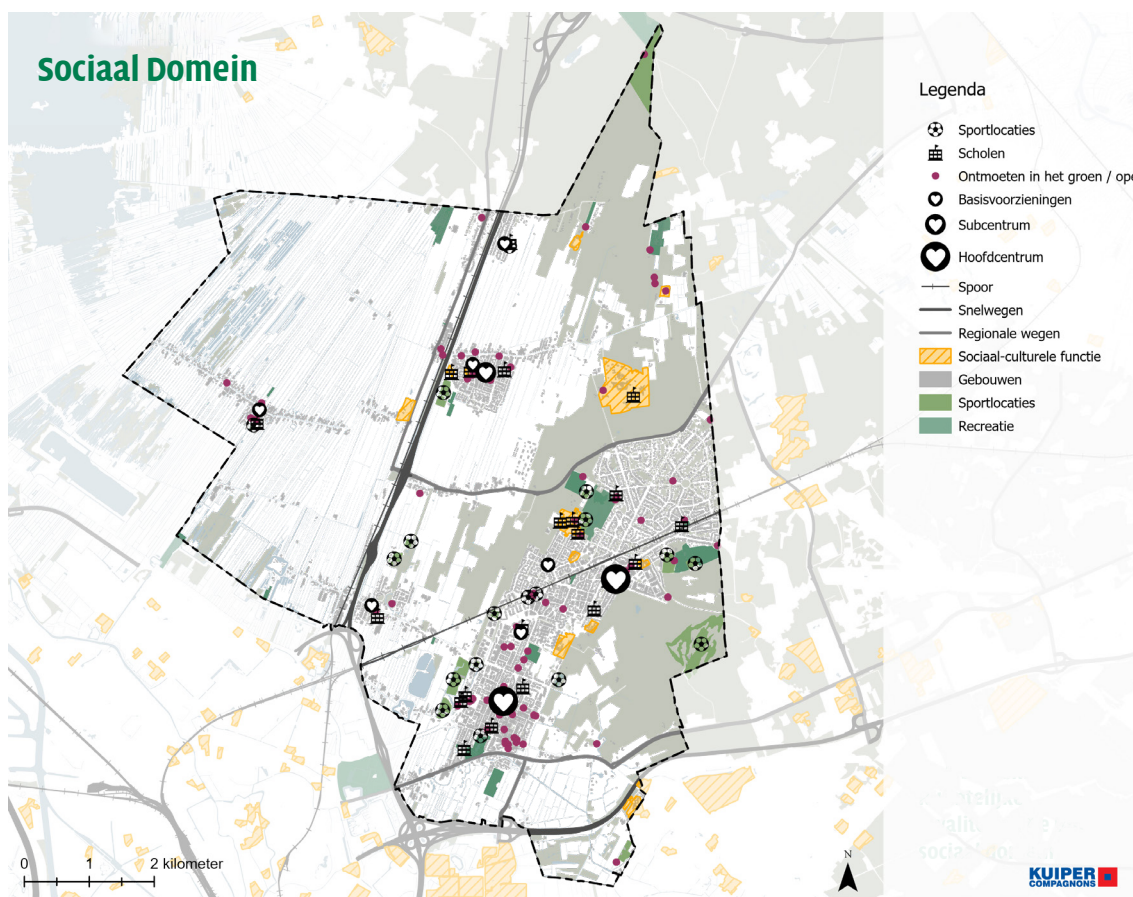 Sociaal Domein
Legenda
Sportlocaties
Scholen
Ontmoeten in het groen / ope
Basisvoorzieningen
Subcentrum
Hoofdcentrum
Spoor
Snelwegen
Regionale wegen
Sociaal-culturele functie
Gebouwen
Sportlocaties
Recreatie
0 1 2 kilometer
N
KUIPER
COMPAGNONS